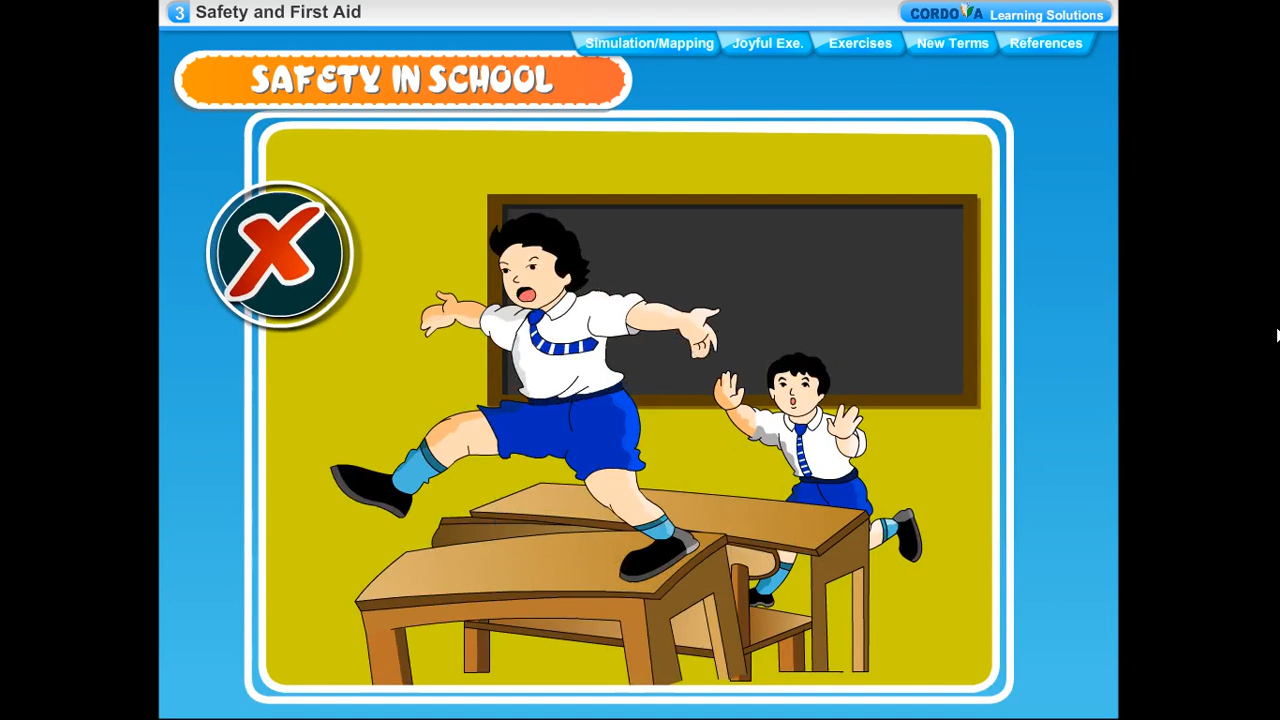 3 Safety and First Aid
CORDOVA Learning Solutions
Simulation/Mapping Joyful Exe. Exercises New Terms References
SAFETY IN SCHOOL